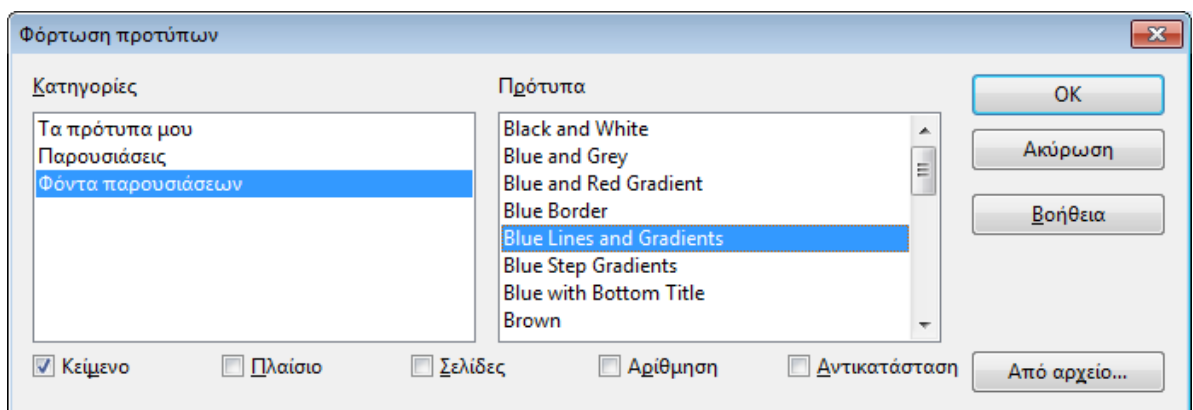 Φόρτωση προτύπων
Κατηγορίες
Τα πρότυπα μου
Παρουσιάσεις
Φόντα παρουσιάσεων
Πρότυπα
Black and White
Blue and Grey
Blue and Red Gradient
Blue Border
Blue Lines and Gradients
Blue Step Gradients
Blue with Bottom Title
Brown
OK
Ακύρωση
Βοήθεια
Κείμενο Πλαίσιο Σελίδες Αρίθμηση Αντικατάσταση Από αρχείο...